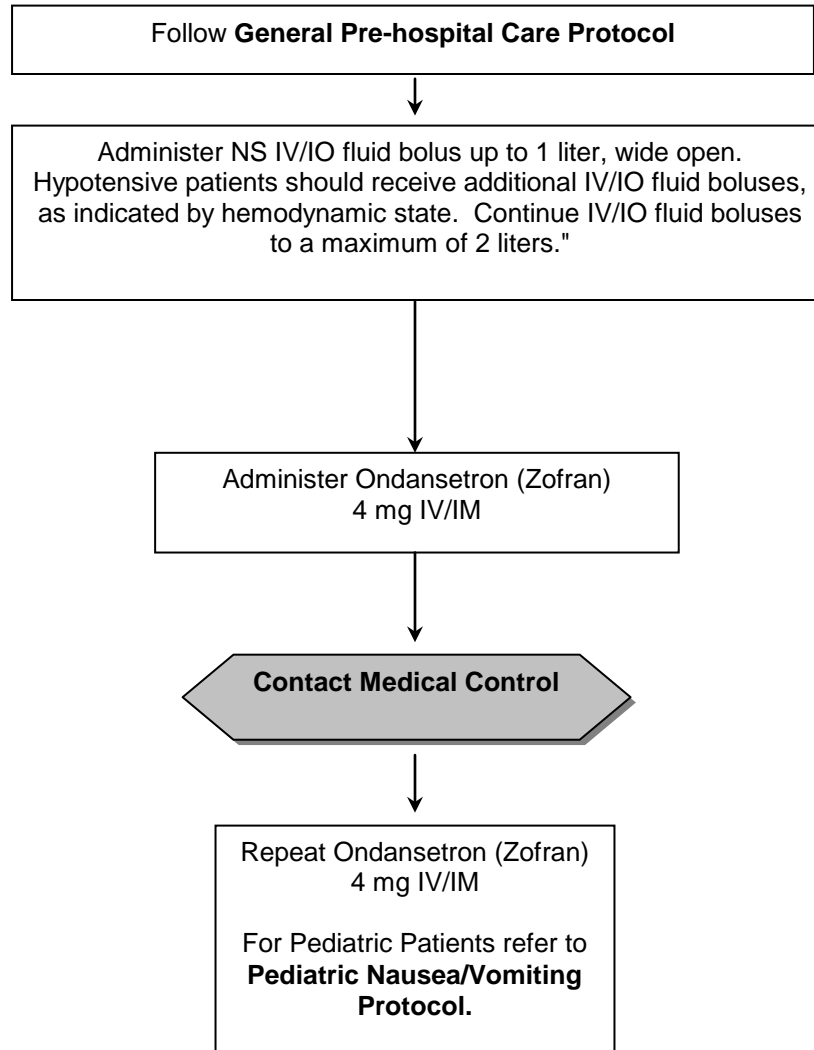 Follow General Pre-hospital Care Protocol
Administer NS IV/IO fluid bolus up to 1 liter, wide open.
Hypotensive patients should receive additional IV/IO fluid boluses,
as indicated by hemodynamic state.  Continue IV/IO fluid boluses
to a maximum of 2 liters."
Administer Ondansetron (Zofran)
4 mg IV/IM
Contact Medical Control
Repeat Ondansetron (Zofran)
4 mg IV/IM
For Pediatric Patients refer to
Pediatric Nausea/Vomiting
Protocol.